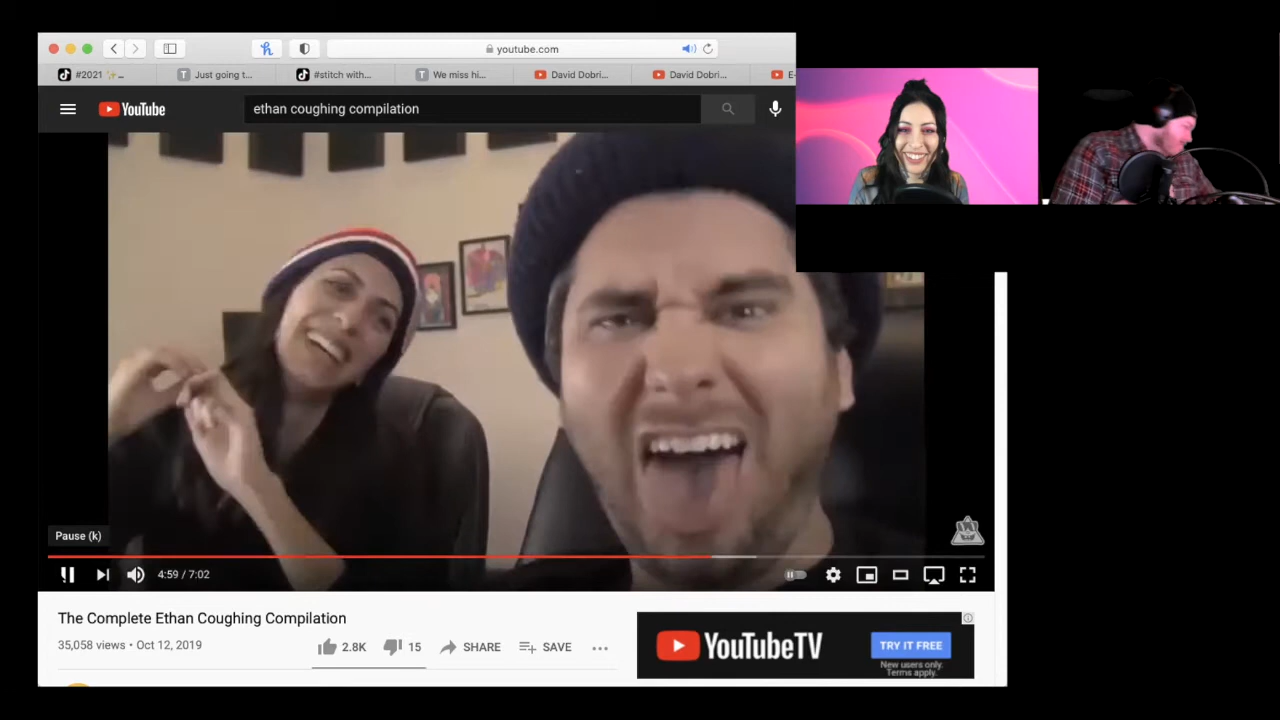 youtube.com
#2021 ✨_
Just going t...
#stitch with...
We miss hi...
David Dobri...
David Dobri...
E-
YouTube
ethan coughing compilation
Pause (k)
4:59 / 7:02
The Complete Ethan Coughing Compilation
35,058 views • Oct 12, 2019
2.8K
15
SHARE
SAVE
YouTubeTV
TRY IT FREE
New users only.
Terms apply.